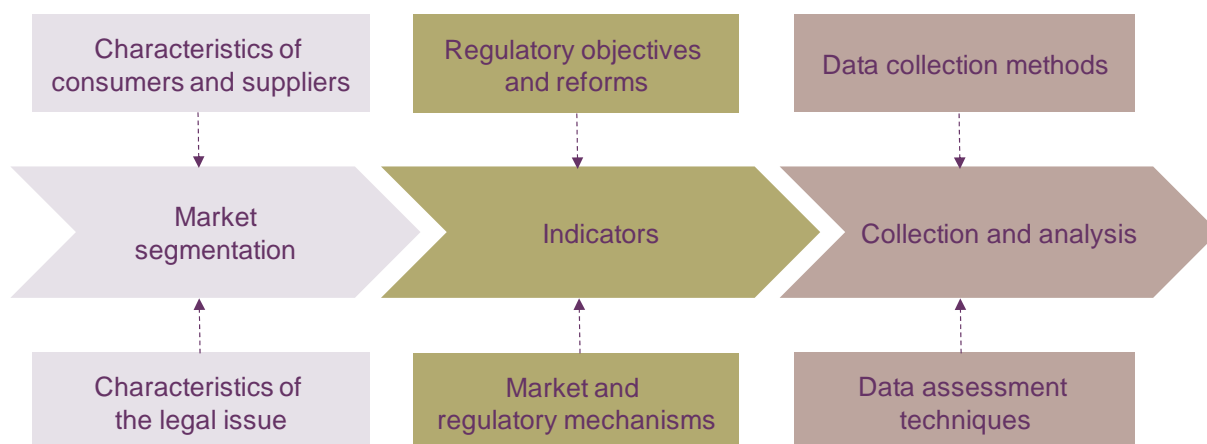 Characteristics of
consumers and suppliers
Regulatory objectives
and reforms
Data collection methods
Market
segmentation
Indicators
Collection and analysis
Characteristics of
the legal issue
Market and
regulatory mechanisms
Data assessment
techniques